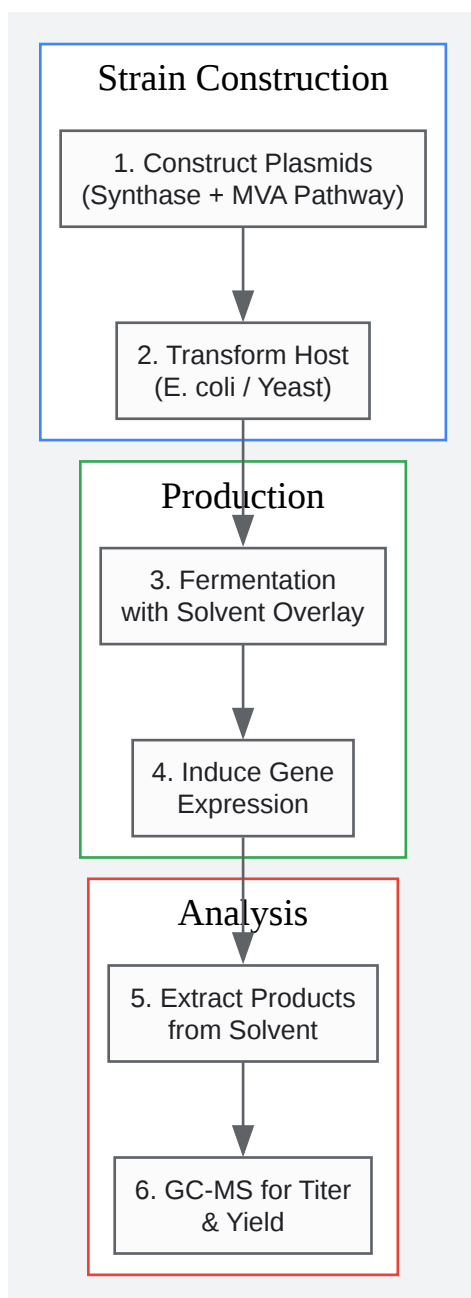 Strain Construction
1. Construct Plasmids
(Synthase + MVA Pathway)
2. Transform Host
(E. coli / Yeast)
Production
3. Fermentation
with Solvent Overlay
4. Induce Gene
Expression
Analysis
5. Extract Products
from Solvent
6. GC-MS for Titer
& Yield